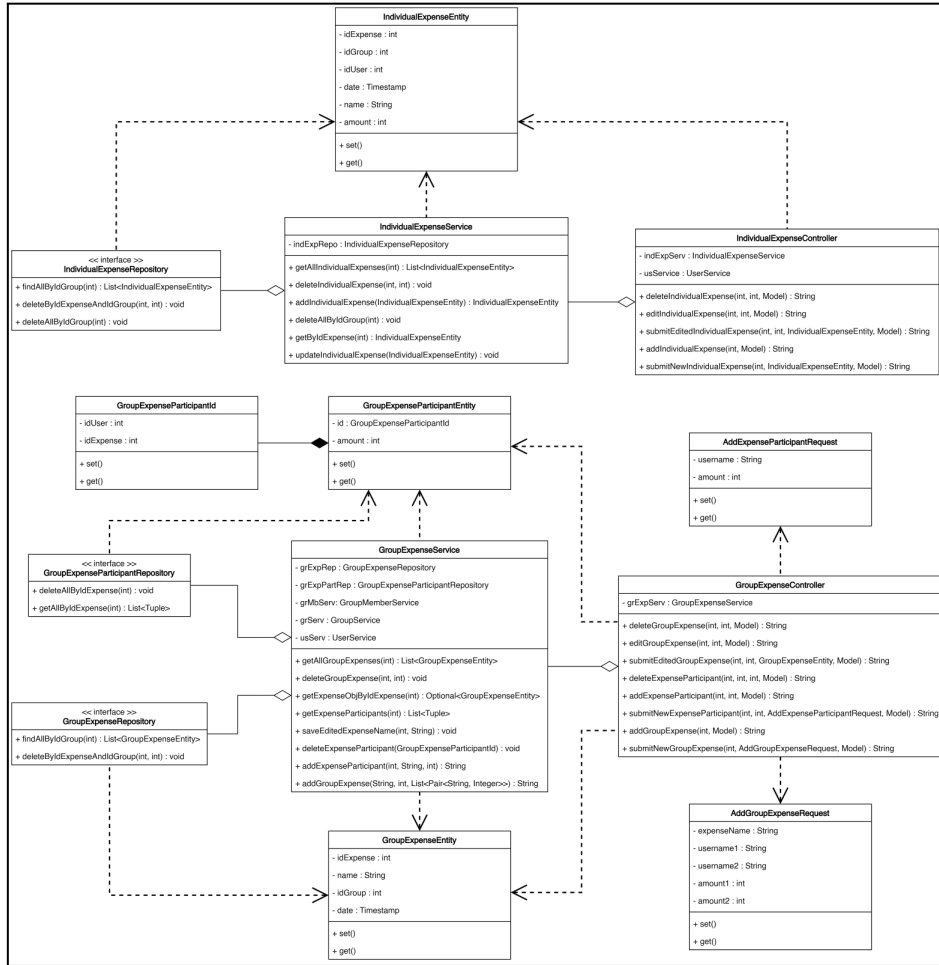 IndividualExpenseEntity
- idExpense : int
- idGroup : int
- idUser : int
- date : Timestamp
- name : String
- amount : int
+ set()
+ get()
<< interface >>
IndividualExpenseRepository
+ findAllByIdGroup(int) : List<IndividualExpenseEntity>
+ deleteByIdExpenseAndIdGroup(int, int) : void
+ deleteAllByIdGroup(int) : void
IndividualExpenseService
- indExpRepo : IndividualExpenseRepository
+ getAllIndividualExpenses(int) : List<IndividualExpenseEntity>
+ deleteIndividualExpense(int, int) : void
+ addIndividualExpense(IndividualExpenseEntity) : IndividualExpenseEntity
+ deleteAllByIdGroup(int) : void
+ getByIdExpense(int) : IndividualExpenseEntity
+ updateIndividualExpense(IndividualExpenseEntity) : void
IndividualExpenseController
- indExpServ : IndividualExpenseService
- usService : UserService
+ deleteIndividualExpense(int, int, Model) : String
+ editIndividualExpense(int, int, Model) : String
+ submitEditedIndividualExpense(int, int, IndividualExpenseEntity, Model) : String
+ addIndividualExpense(int, Model) : String
+ submitNewIndividualExpense(int, IndividualExpenseEntity, Model) : String
GroupExpenseParticipantId
- idUser : int
- idExpense : int
+ set()
+ get()
GroupExpenseParticipantEntity
- id : GroupExpenseParticipantId
- amount : int
+ set()
+ get()
AddExpenseParticipantRequest
- username : String
- amount : int
+ set()
+ get()
<< interface >>
GroupExpenseParticipantRepository
+ deleteAllByIdExpense(int) : void
+ getAllByIdExpense(int) : List<Tuple>
GroupExpenseService
- grExpRep : GroupExpenseRepository
- grExpPartRep : GroupExpenseParticipantRepository
- grMbServ: GroupMemberService
- grServ : GroupService
- usServ : UserService
+ getAllGroupExpenses(int) : List<GroupExpenseEntity>
+ deleteGroupExpense(int, int) : void
+ getExpenseObjByIdExpense(int) : Optional<GroupExpenseEntity>
+ getExpenseParticipants(int) : List<Tuple>
+ saveEditedExpenseName(int, String) : void
+ deleteExpenseParticipant(GroupExpenseParticipantId) : void
+ addExpenseParticipant(int, String, int) : String
+ addGroupExpense(String, int, List<Pair<String, Integer>>) : String
GroupExpenseController
- grExpServ : GroupExpenseService
+ deleteGroupExpense(int, int, Model) : String
+ editGroupExpense(int, int, Model) : String
+ submitEditedGroupExpense(int, int, GroupExpenseEntity, Model) : String
+ deleteExpenseParticipant(int, int, int, Model) : String
+ addExpenseParticipant(int, int, Model) : String
+ submitNewExpenseParticipant(int, int, AddExpenseParticipantRequest, Model) : String
+ addGroupExpense(int, Model) : String
+ submitNewGroupExpense(int, AddGroupExpenseRequest, Model) : String
<< interface >>
GroupExpenseRepository
+ findAllByIdGroup(int) : List<GroupExpenseEntity>
+ deleteByIdExpenseAndIdGroup(int, int) : void
GroupExpenseEntity
- idExpense : int
- name : String
- idGroup : int
- date : Timestamp
+ set()
+ get()
AddGroupExpenseRequest
- expenseName : String
- username1 : String
- username2 : String
- amount1 : int
- amount2 : int
+ set()
+ get()